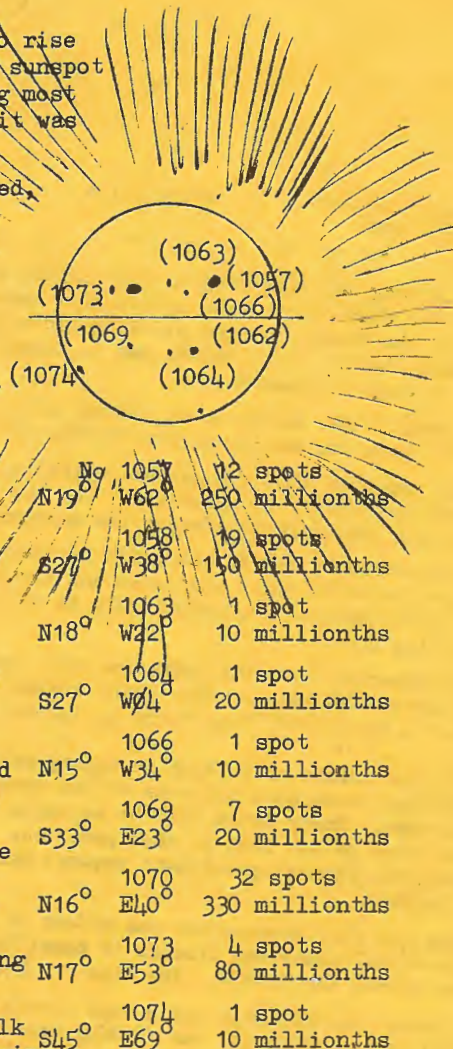 o rise
sunspot
g most
it was
ed,
(1063)
(1057)
(1073
(1066)
(1069
(1062)
(1074
(1064)
No 1057 12 spots
N19° W62° 250 millionths
1058 19 spots
S27° W38° 150 millionths
1063 1 spot
N18° W22° 10 millionths
1064 1 spot
S27° WØ4° 20 millionths
1066 1 spot
d N15° W34° 10 millionths
1069 7 spots
e S33° E23° 20 millionths
1070 32 spots
N16° E40° 330 millionths
1073 4 spots
ng N17° E53° 80 millionths
1074 1 spot
lk S45° E69° 10 millionths